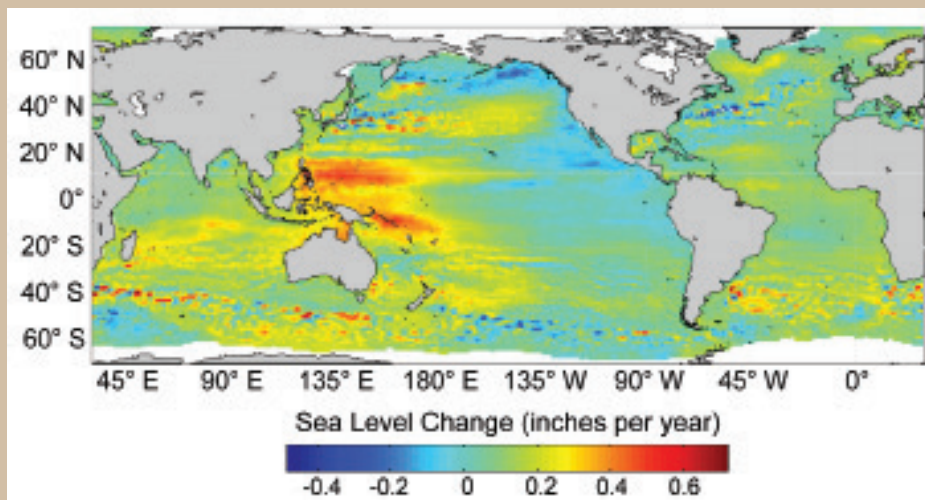 60° N
40° N
20° N
0°
20° S
40° S
60° S
45° E 90° E 135° E 180° E 135° W 90° W 45° W 0°
Sea Level Change (inches per year)
-0.4 -0.2 0 0.2 0.4 0.6